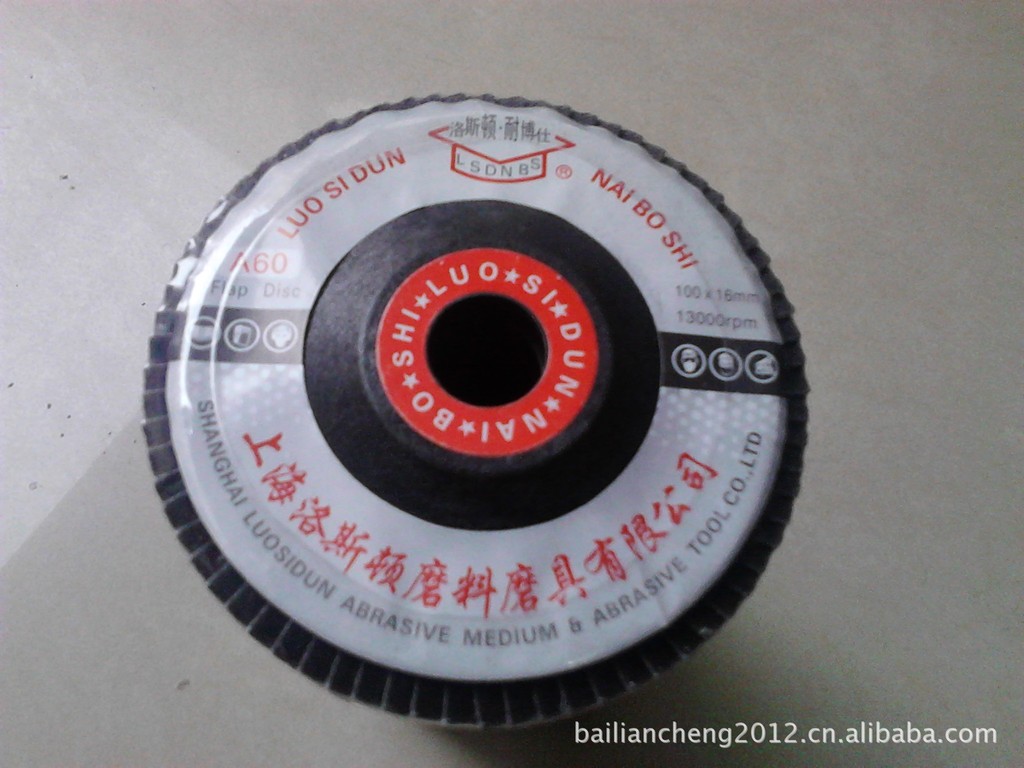 洛斯顿·耐博仕
LSDNBS ®
LUO SI DUN
NAI BO SHI
A60
Flap Disc
100 x 16mm
13000rpm
LUO★SI★DUN★NAI★BO★SHI★
上海洛斯顿磨料磨具有限公司
SHANGHAI LUOSIDUN ABRASIVE MEDIUM & ABRASIVE TOOL CO.,LTD
bailiancheng2012.cn.alibaba.com